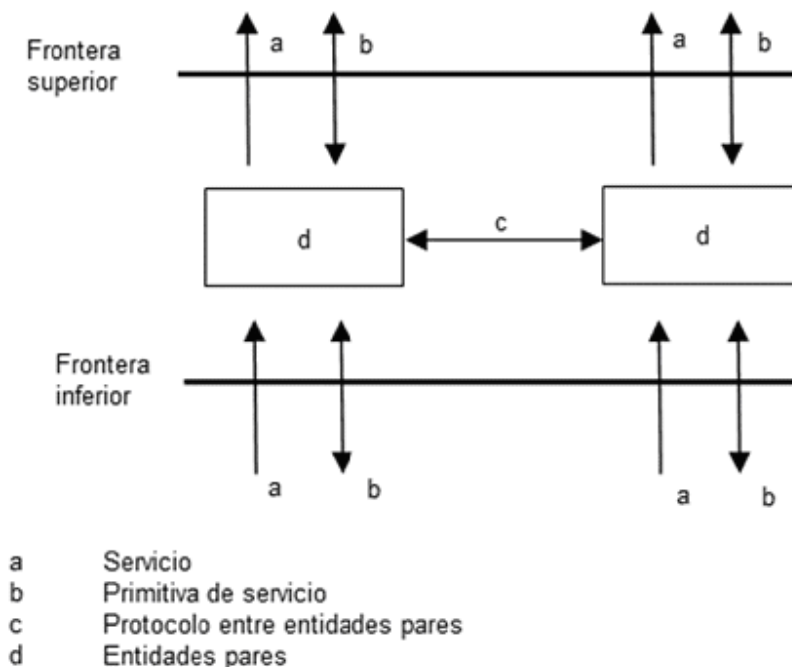 a b a b
Frontera
superior
d c d
Frontera
inferior
a b a b
a Servicio
b Primitiva de servicio
c Protocolo entre entidades pares
d Entidades pares